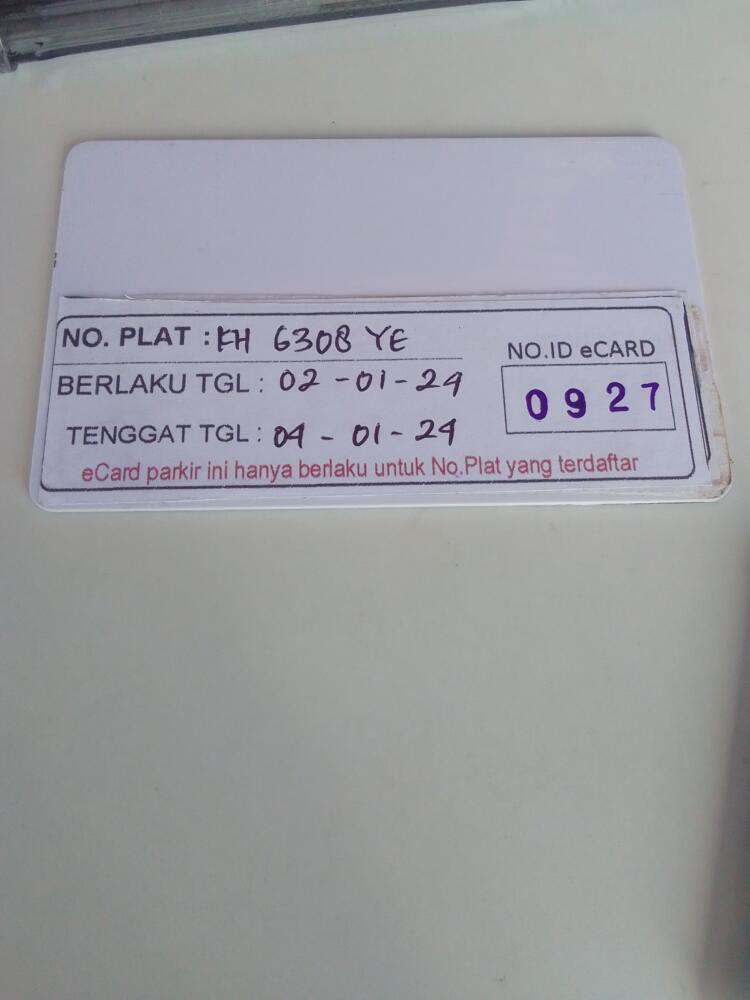 NO. PLAT : KH 6308 YE
BERLAKU TGL : 02 - 01 - 24
TENGGAT TGL : 04 - 01 - 24
NO.ID eCARD
0927
eCard parkir ini hanya berlaku untuk No.Plat yang terdaftar